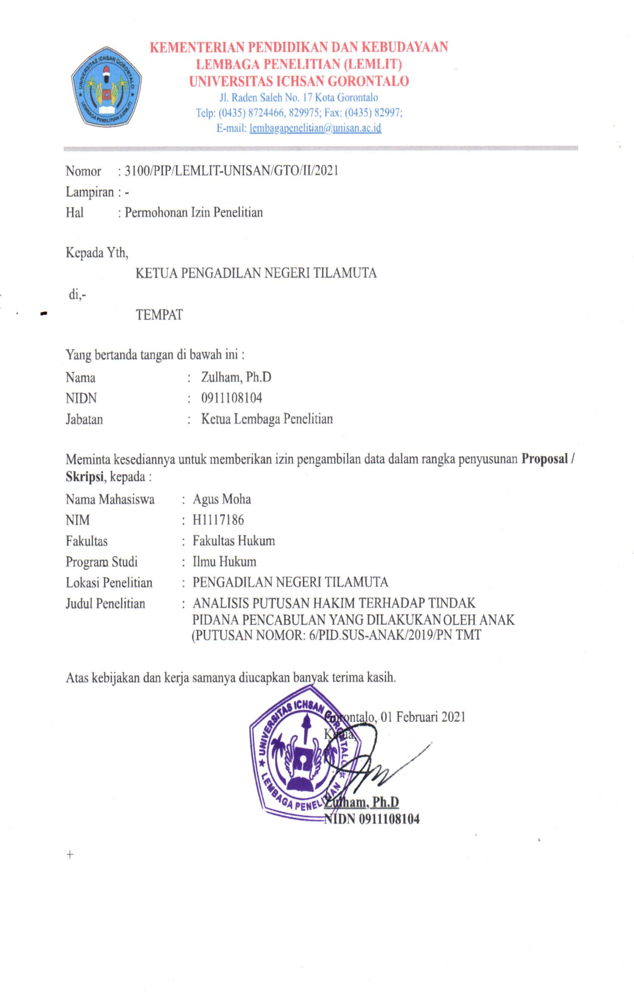 KEMENTERIAN PENDIDIKAN DAN KEBUDAYAAN
LEMBAGA PENELITIAN (LEMLIT)
UNIVERSITAS ICHSAN GORONTALO
Jl. Raden Saleh No. 17 Kota Gorontalo
Telp: (0435) 8724466, 829975; Fax: (0435) 82997;
E-mail: lembagapenelitian@unisan.ac.id
UNIVERSITAS ICHSAN GORONTALO
LEMBAGA PENELITIAN (LEMLIT)
Nomor : 3100/PIP/LEMLIT-UNISAN/GTO/II/2021
Lampiran : -
Hal : Permohonan Izin Penelitian
Kepada Yth,
KETUA PENGADILAN NEGERI TILAMUTA
di,-
TEMPAT
Yang bertanda tangan di bawah ini :
Nama : Zulham, Ph.D
NIDN : 0911108104
Jabatan : Ketua Lembaga Penelitian
Meminta kesediannya untuk memberikan izin pengambilan data dalam rangka penyusunan Proposal /
Skripsi, kepada :
Nama Mahasiswa : Agus Moha
NIM : H1117186
Fakultas : Fakultas Hukum
Program Studi : Ilmu Hukum
Lokasi Penelitian : PENGADILAN NEGERI TILAMUTA
Judul Penelitian : ANALISIS PUTUSAN HAKIM TERHADAP TINDAK
PIDANA PENCABULAN YANG DILAKUKAN OLEH ANAK
(PUTUSAN NOMOR: 6/PID.SUS-ANAK/2019/PN TMT
Atas kebijakan dan kerja samanya diucapkan banyak terima kasih.
Gorontalo, 01 Februari 2021
Ketua,
UNIVERSITAS ICHSAN GORONTALO
LEMBAGA PENELITIAN
Zulham, Ph.D
NIDN 0911108104
+